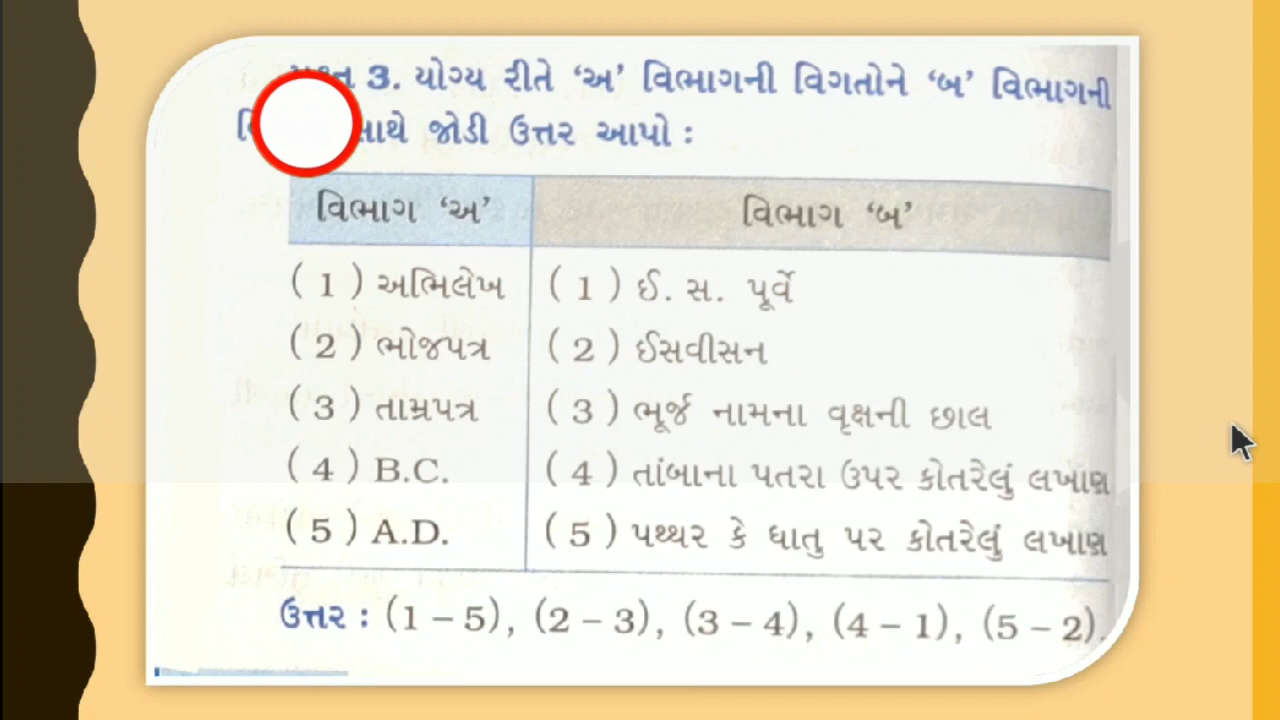 3. યોગ્ય રીતે ‘અ’ વિભાગની વિગતોને ‘બ’ વિભાગની
સાથે જોડી ઉત્તર આપો :
વિભાગ ‘અ’ વિભાગ ‘બ’
( 1 ) અભિલેખ ( 1 ) ઈ. સ. પૂર્વે
( 2 ) ભોજપત્ર ( 2 ) ઈસવીસન
( 3 ) તામ્રપત્ર ( 3 ) ભૂર્જ નામના વૃક્ષની છાલ
( 4 ) B.C. ( 4 ) તાંબાના પતરા ઉપર કોતરેલું લખાણ
( 5 ) A.D. ( 5 ) પથ્થર કે ધાતુ પર કોતરેલું લખાણ
ઉત્તર : (1 – 5), (2 – 3), (3 – 4), (4 – 1), (5 – 2).